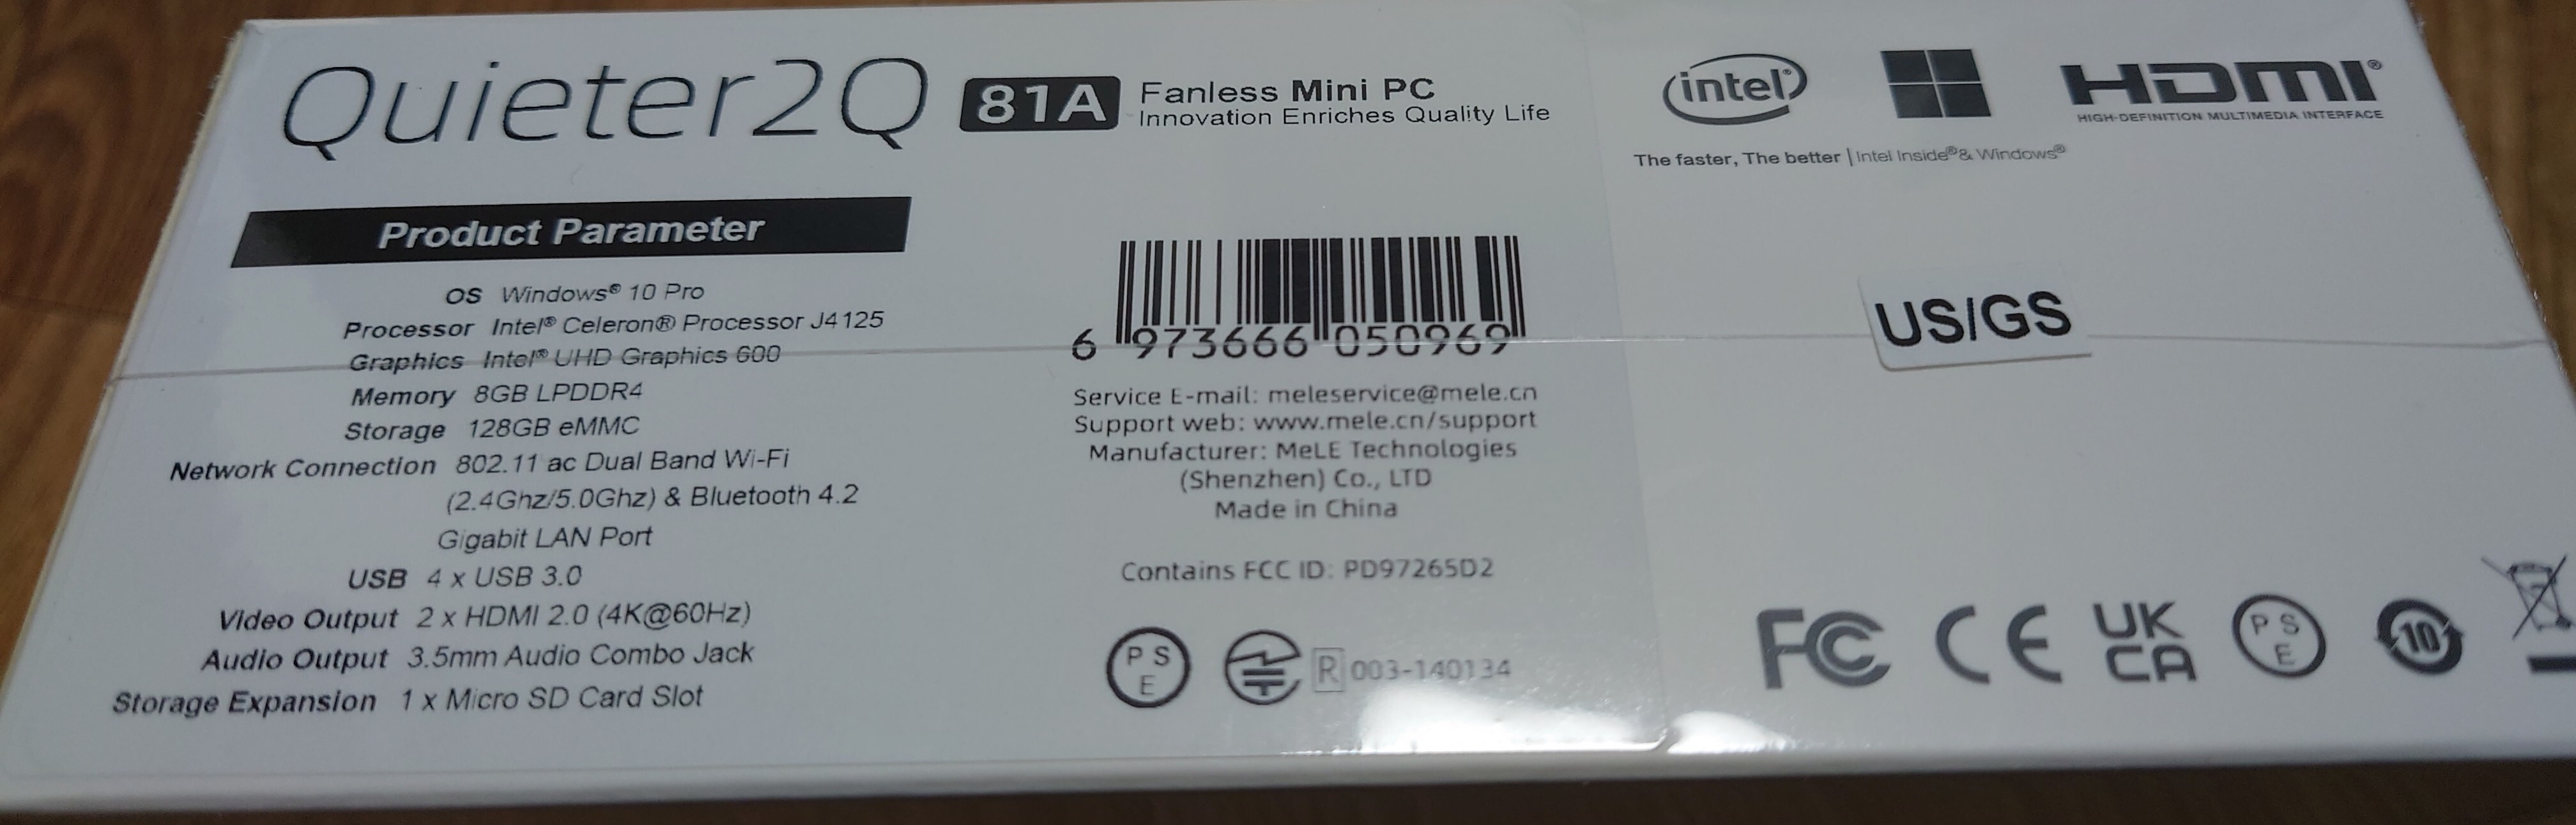 Quieter2Q 81A Fanless Mini PC
Innovation Enriches Quality Life
intel®
HDMI®
HIGH-DEFINITION MULTIMEDIA INTERFACE
The faster, The better | Intel Inside® & Windows®
Product Parameter
OS Windows® 10 Pro
Processor Intel® Celeron® Processor J4125
Graphics Intel® UHD Graphics 600
Memory 8GB LPDDR4
Storage 128GB eMMC
Network Connection 802.11 ac Dual Band Wi-Fi
(2.4Ghz/5.0Ghz) & Bluetooth 4.2
Gigabit LAN Port
USB 4 x USB 3.0
Video Output 2 x HDMI 2.0 (4K@60Hz)
Audio Output 3.5mm Audio Combo Jack
Storage Expansion 1 x Micro SD Card Slot
6 973666 050969
Service E-mail: meleservice@mele.cn
Support web: www.mele.cn/support
Manufacturer: MeLE Technologies
(Shenzhen) Co., LTD
Made in China
Contains FCC ID: PD97265D2
PSE
R 003-140134
US/GS
FC CE UK CA PSE 10